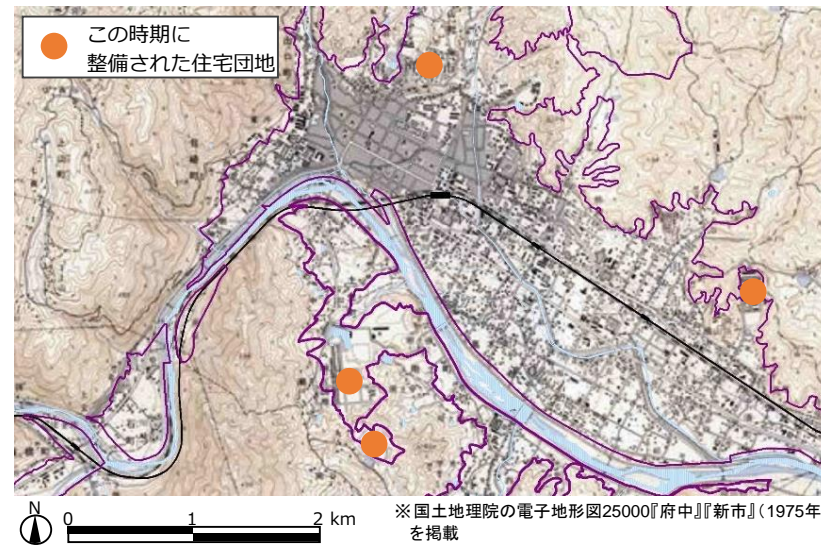 この時期に
整備された住宅団地
N
0 1 2 km
※国土地理院の電子地形図25000『府中』『新市』（1975年
を掲載